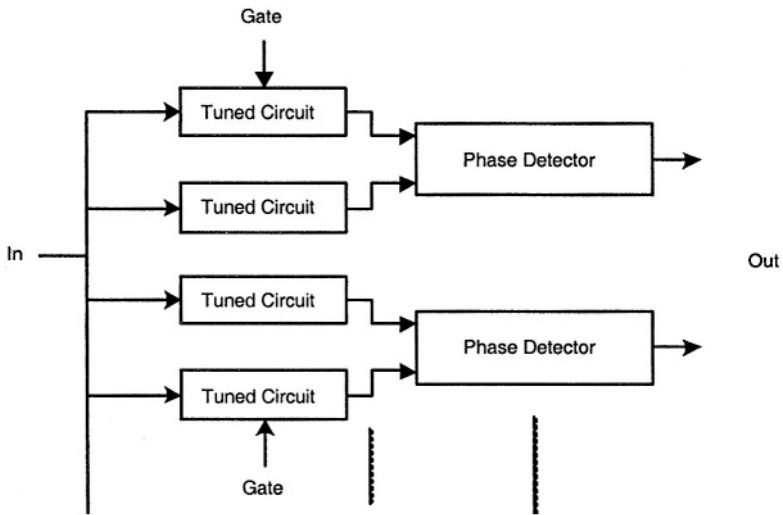 Gate
Tuned Circuit
Phase Detector
Tuned Circuit
In
Out
Tuned Circuit
Phase Detector
Tuned Circuit
Gate